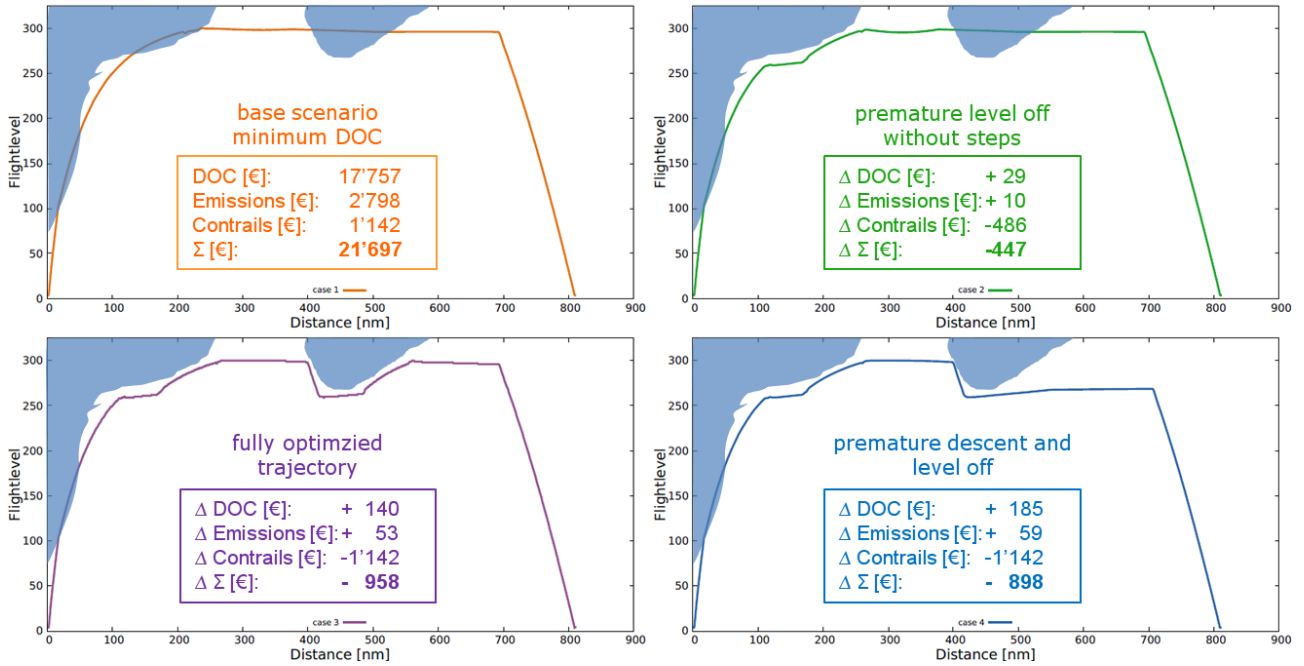 300
250
200
150
100
50
0
Flightlevel
base scenario
minimum DOC
DOC [€]: 17'757
Emissions [€]: 2'798
Contrails [€]: 1'142
Σ [€]: 21'697
case 1
0 100 200 300 400 500 600 700 800 900
Distance [nm]
300
250
200
150
100
50
0
Flightlevel
premature level off
without steps
Δ DOC [€]: + 29
Δ Emissions [€]: + 10
Δ Contrails [€]: -486
Δ Σ [€]: -447
case 2
0 100 200 300 400 500 600 700 800 900
Distance [nm]
300
250
200
150
100
50
0
Flightlevel
fully optimzied
trajectory
Δ DOC [€]: + 140
Δ Emissions [€]: + 53
Δ Contrails [€]: -1'142
Δ Σ [€]: - 958
case 3
0 100 200 300 400 500 600 700 800 900
Distance [nm]
300
250
200
150
100
50
0
Flightlevel
premature descent and
level off
Δ DOC [€]: + 185
Δ Emissions [€]: + 59
Δ Contrails [€]: -1'142
Δ Σ [€]: - 898
case 4
0 100 200 300 400 500 600 700 800 900
Distance [nm]